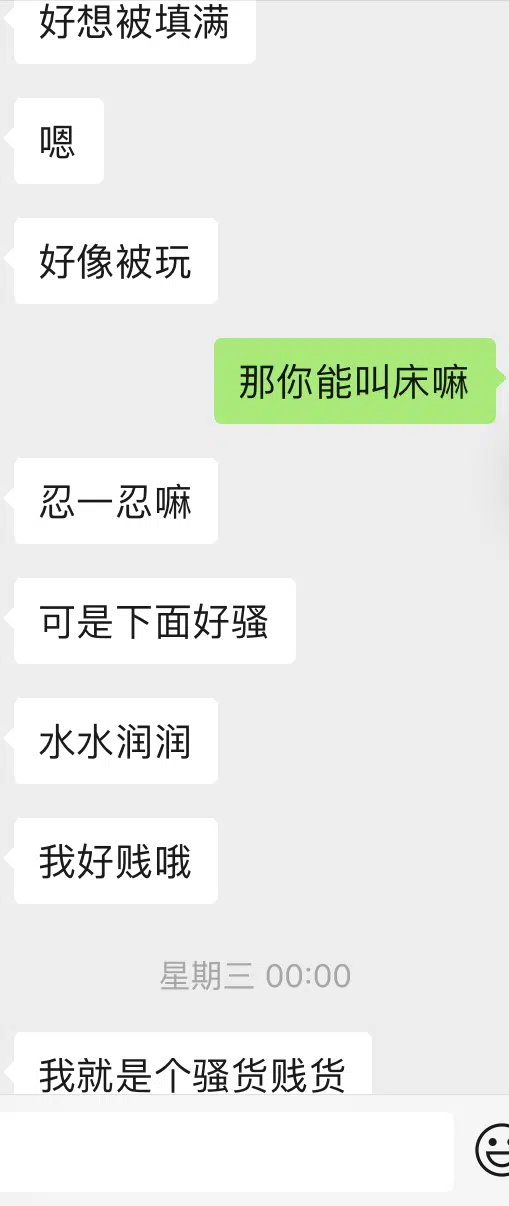 好想被填满
嗯
好像被玩
那你能叫床嘛
忍一忍嘛
可是下面好骚
水水润润
我好贱哦
星期三 00:00
我就是个骚货贱货